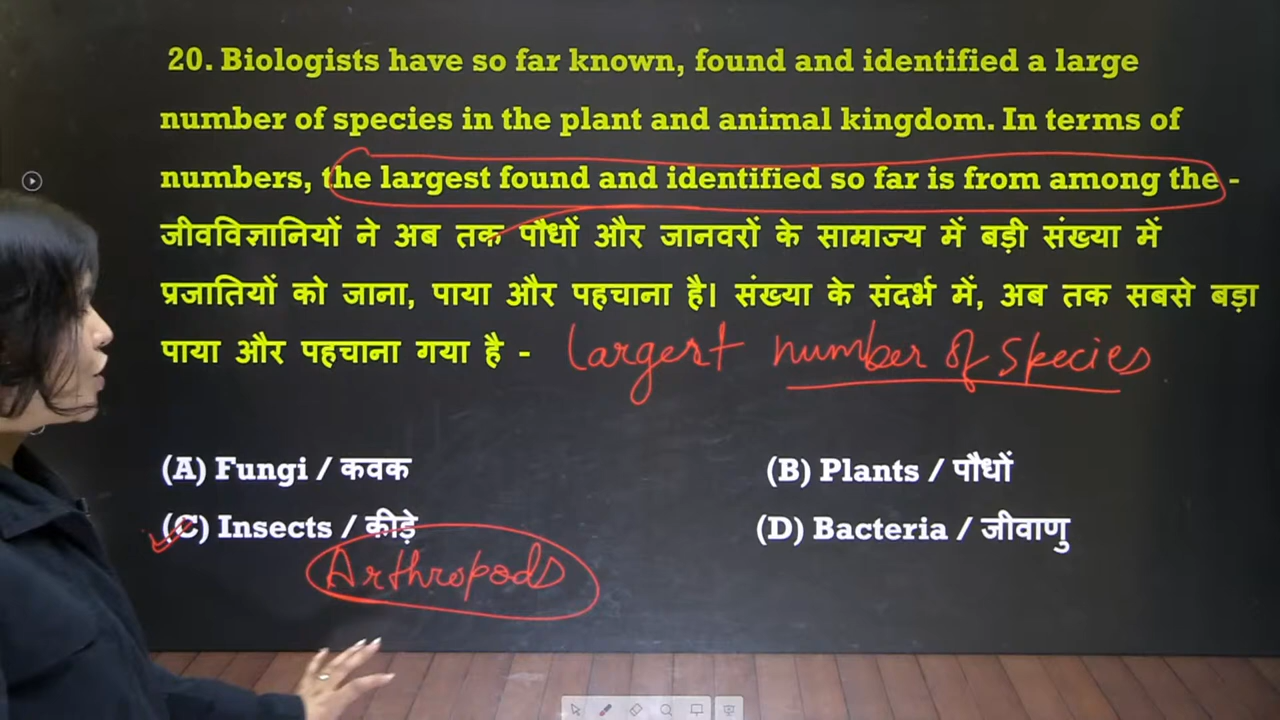 20. Biologists have so far known, found and identified a large
number of species in the plant and animal kingdom. In terms of
numbers, the largest found and identified so far is from among the -
जीवविज्ञानियों ने अब तक पौधों और जानवरों के साम्राज्य में बड़ी संख्या में
प्रजातियों को जाना, पाया और पहचाना है। संख्या के संदर्भ में, अब तक सबसे बड़ा
पाया और पहचाना गया है - Largest number of species
(A) Fungi / कवक (B) Plants / पौधों
(C) Insects / कीड़े (D) Bacteria / जीवाणु
Arthropods